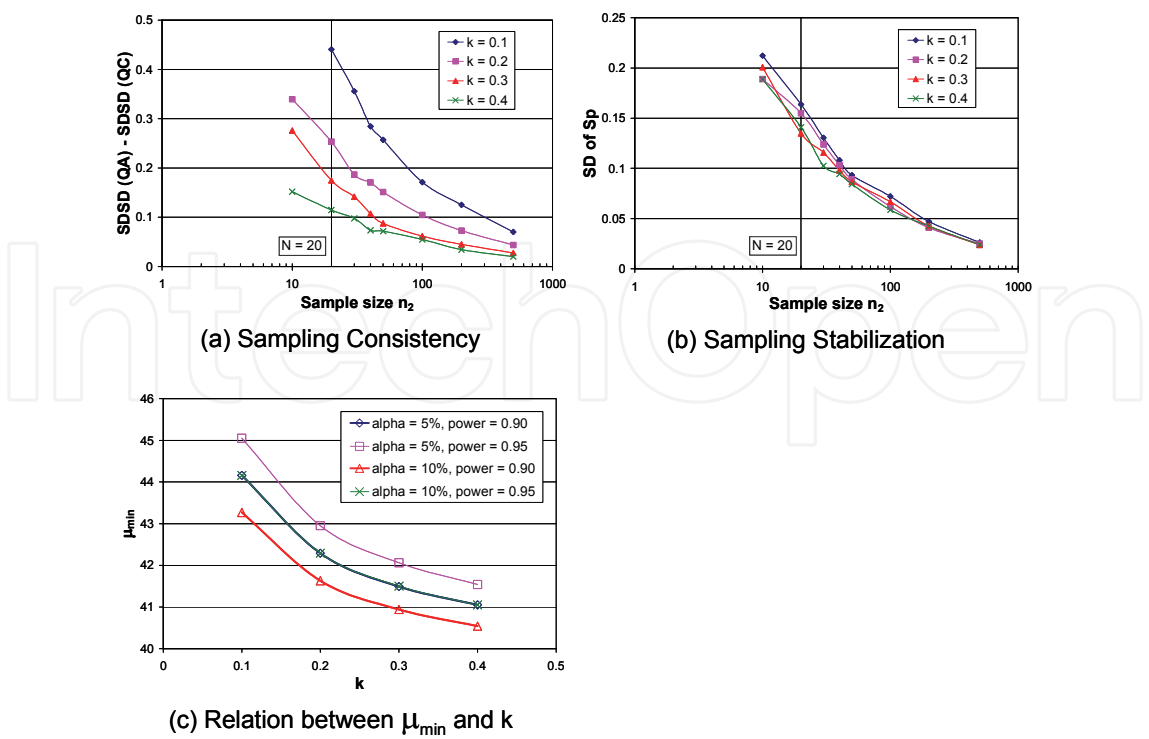 0.5
0.4
0.3
0.2
0.1
0
SDSD (QA) - SDSD (QC)
k = 0.1
k = 0.2
k = 0.3
k = 0.4
N = 20
1 10 100 1000
Sample size n₂
(a) Sampling Consistency
0.25
0.2
0.15
0.1
0.05
0
SD of Sp
k = 0.1
k = 0.2
k = 0.3
k = 0.4
N = 20
1 10 100 1000
Sample size n₂
(b) Sampling Stabilization
IntechOpen
46
45
44
43
42
41
40
μmin
alpha = 5%, power = 0.90
alpha = 5%, power = 0.95
alpha = 10%, power = 0.90
alpha = 10%, power = 0.95
0 0.1 0.2 0.3 0.4 0.5
k
(c) Relation between μmin and k